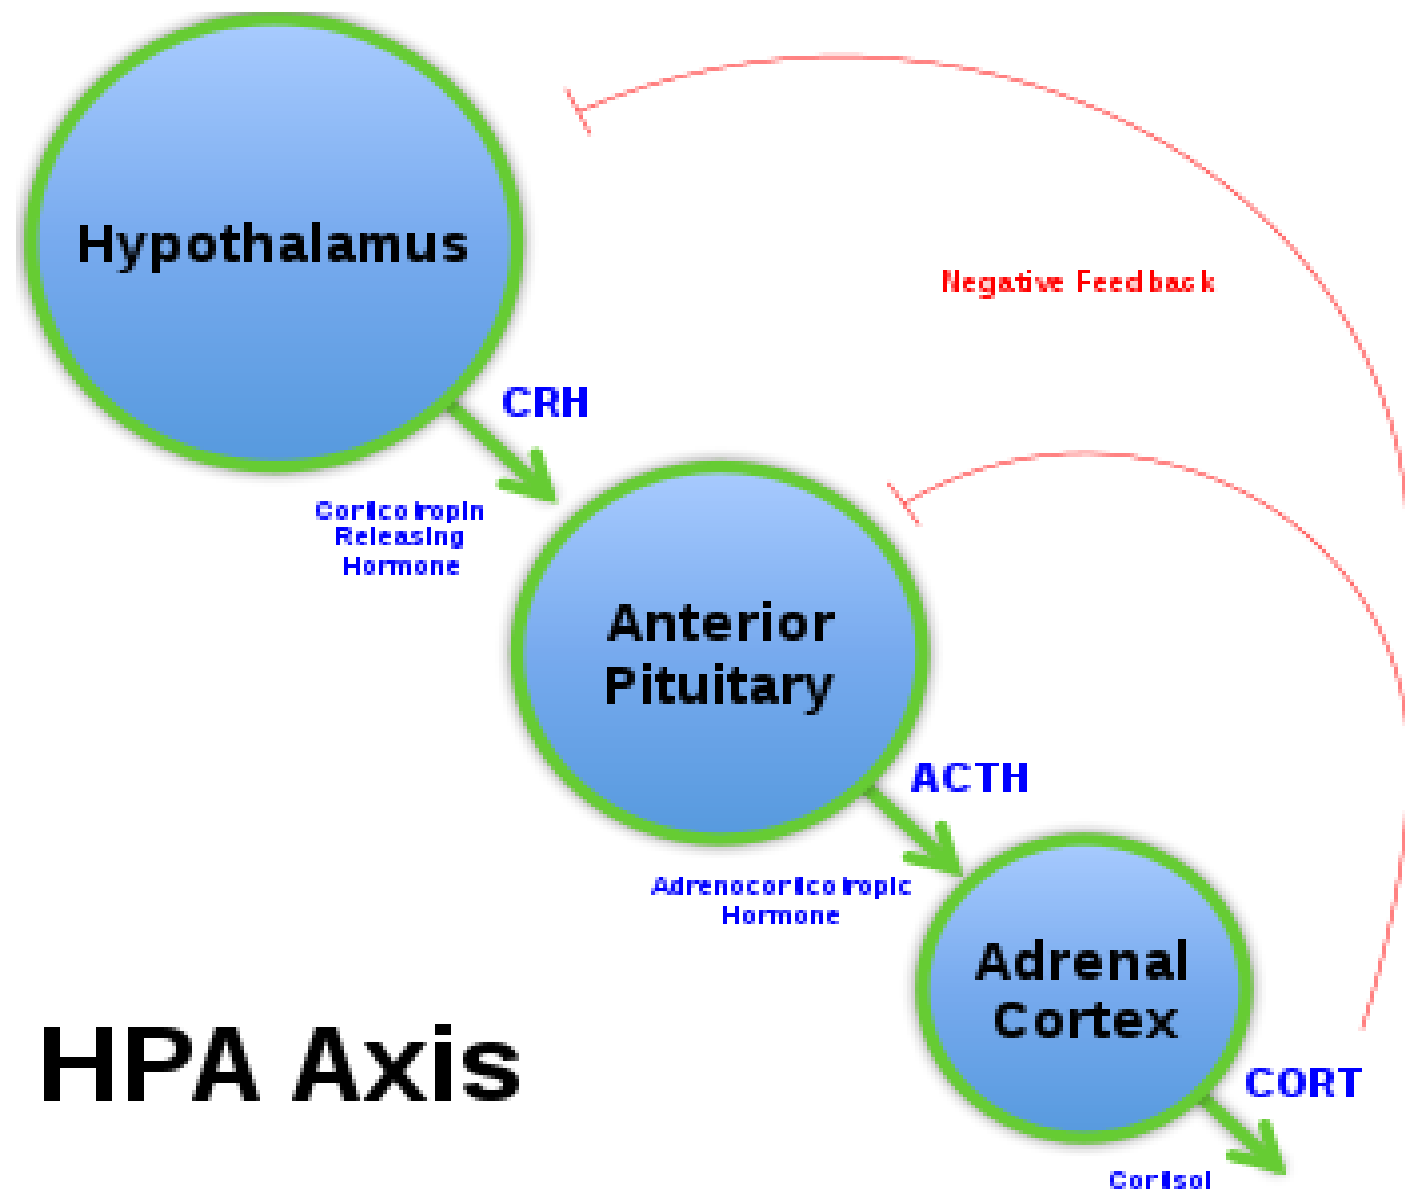 Hypothalamus
Negative Feedback
CRH
Corticotropin
Releasing
Hormone
Anterior
Pituitary
ACTH
Adrenocorticotropic
Hormone
Adrenal
Cortex
HPA Axis
CORT
Cortisol